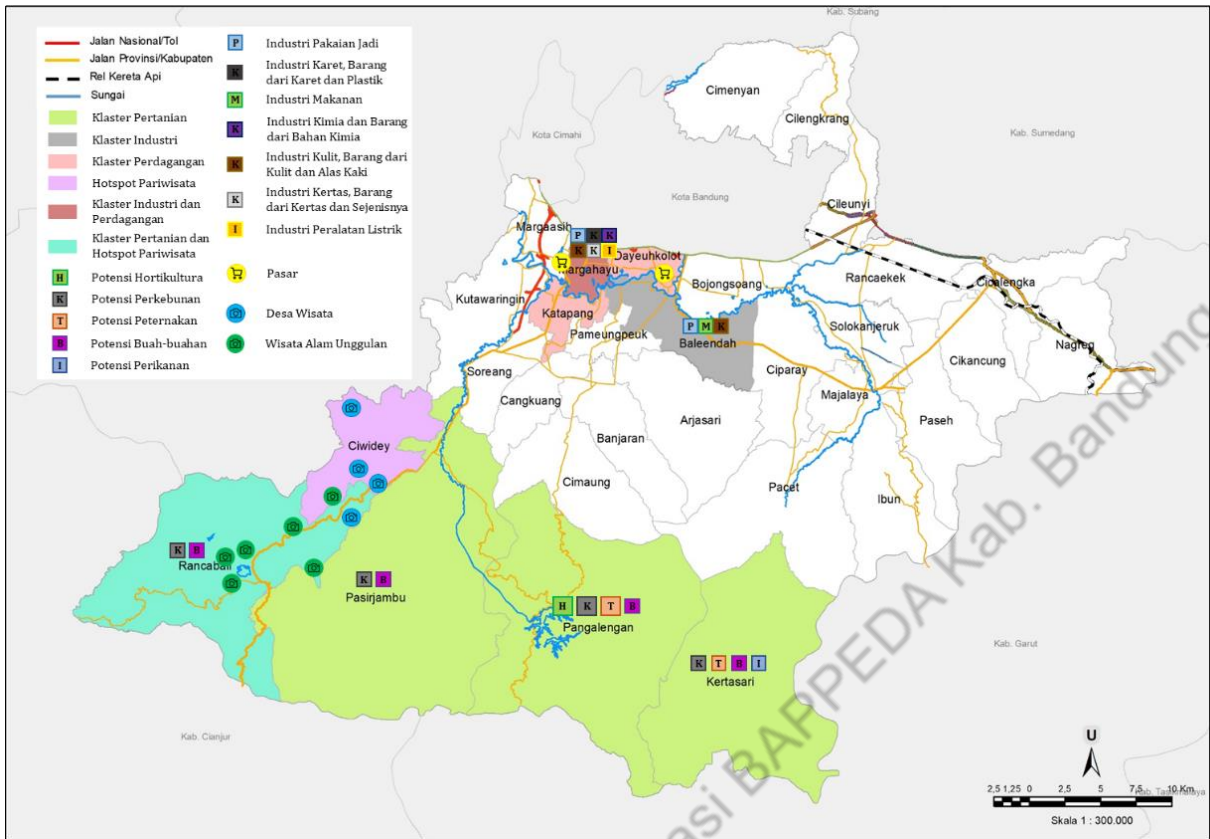 Jalan Nasional/Tol
Jalan Provinsi/Kabupaten
Rel Kereta Api
Sungai
Klaster Pertanian
Klaster Industri
Klaster Perdagangan
Hotspot Pariwisata
Klaster Industri dan
Perdagangan
Klaster Pertanian dan
Hotspot Pariwisata
H Potensi Hortikultura
K Potensi Perkebunan
T Potensi Peternakan
B Potensi Buah-buahan
I Potensi Perikanan
P Industri Pakaian Jadi
K Industri Karet, Barang
dari Karet dan Plastik
M Industri Makanan
K Industri Kimia dan Barang
dari Bahan Kimia
K Industri Kulit, Barang dari
Kulit dan Alas Kaki
K Industri Kertas, Barang
dari Kertas dan Sejenisnya
I Industri Peralatan Listrik
Pasar
Desa Wisata
Wisata Alam Unggulan
Kab. Subang
Cimenyan
Cilengkrang
Kota Cimahi
Kab. Sumedang
Kota Bandung
Cileunyi
Margaasih
P K K
K K I
Dayeuhkolot
Margahayu
Rancaekek
Cicalengka
Bojongsoang
Kutawaringin
Katapang
Pameungpeuk
P M K
Baleendah
Solokanjeruk
Nagreg
Cikancung
Soreang
Ciparay
Majalaya
Cangkuang
Arjasari
Paseh
Banjaran
Ciwidey
Cimaung
Pacet
Ibun
K B
Rancabali
K B
Pasirjambu
H K T B
Pangalengan
K T B I
Kertasari
Kab. Garut
Kab. Cianjur
U
2,5 1,25 0 2,5 5 7,5 10 Km
Skala 1 : 300.000
asi BAPPEDA Kab. Bandung